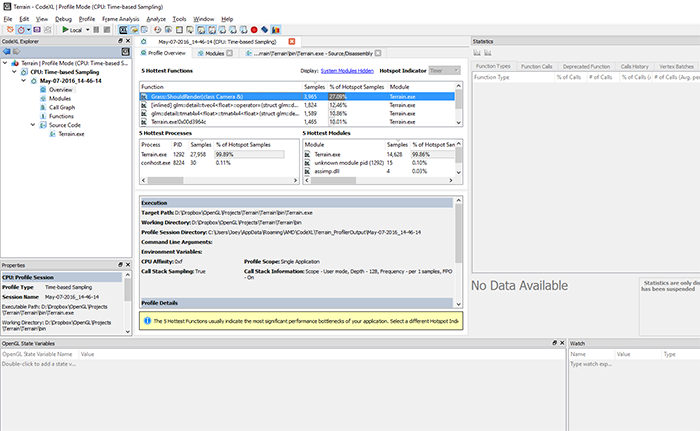 Terrain - CodeXL | Profile Mode (CPU: Time-based Sampling)
File Edit View Debug Profile Frame Analysis Analyze Tools Window Help
Launch
CodeXL Explorer
Terrain | Profile Mode (CPU: Time-based S...
CPU: Time-based Sampling
May-07-2016_14-46-14
Overview
Modules
Call Graph
Functions
Source Code
Terrain.exe
Properties
CPU: Profile Session
Profile Type Time-based Sampling
Session Name May-07-2016_14-46-14
Executable Path: D:\Dropbox\OpenGL\Projects
\Terrain\Terrain\bin\Terrain.exe
Working Directory: D:\Dropbox\OpenGL\Projects
\Terrain\Terrain\bin
May-07-2016_14-46-14 (CPU: Time-based Sampling)
Profile Overview Modules ...rrain\Terrain\bin\Terrain.exe - Source/Disassembly
5 Hottest Functions Display: System Modules Hidden Hotspot Indicator Timer
Function Samples % of Hotspot Samples Module
Grass::ShouldRender(class Camera &) 3,965 27.09% Terrain.exe
[inlined] glm::detail::tvec4<float>::operator=(struct glm::de... 1,824 12.46% Terrain.exe
glm::detail::tmat4x4<float>::tmat4x4<float>(struct glm::de... 1,589 10.86% Terrain.exe
Terrain.exe!0x00d3964c 1,465 10.01% Terrain.exe
5 Hottest Processes
Process PID Samples % of Hotspot Samples
Terrain.exe 1292 27,958 99.89%
conhost.exe 8224 30 0.11%
5 Hottest Modules
Module Samples % of Hotspot Samples
Terrain.exe 14,628 99.86%
unknown module pid (1292) 15 0.10%
assimp.dll 4 0.03%
Execution
Target Path: D:\Dropbox\OpenGL\Projects\Terrain\Terrain\bin\Terrain.exe
Working Directory: D:\Dropbox\OpenGL\Projects\Terrain\Terrain\bin
Profile Session Directory: C:\Users\Joey\AppData\Roaming\AMD\CodeXL\Terrain_ProfilerOutput\May-07-2016_14-46-14
Command Line Arguments:
Environment Variables:
CPU Affinity: 0xf Profile Scope: Single Application
Call Stack Sampling: True Call Stack Information: Scope - User mode, Depth - 128, Frequency - per 1 samples, FPO
- On
Profile Details
The 5 Hottest Functions usually indicate the most significant performance bottlenecks of your application. Select a different Hotspot Indi
Statistics
Function Types Function Calls Deprecated Function Calls History Vertex Batches
Function Type % of Calls # of Calls % of Calls # of Calls (Avg. per
No Data Available
Statistics are only di
has been suspended
OpenGL State Variables
OpenGL State Variable Name Value
Double-click to add a state v...
Watch
Name Value Type
Type watch exp...